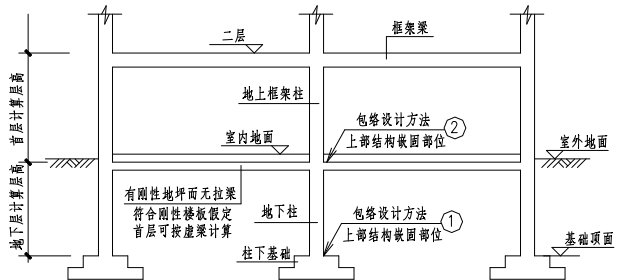 二层
框架梁
首层计算层高
地上框架柱
包络设计方法
上部结构嵌固部位
②
室内地面
室外地面
有刚性地坪而无拉梁
符合刚性楼板假定
首层可按虚梁计算
地下层计算层高
地下柱
包络设计方法
上部结构嵌固部位
①
柱下基础
基础顶面